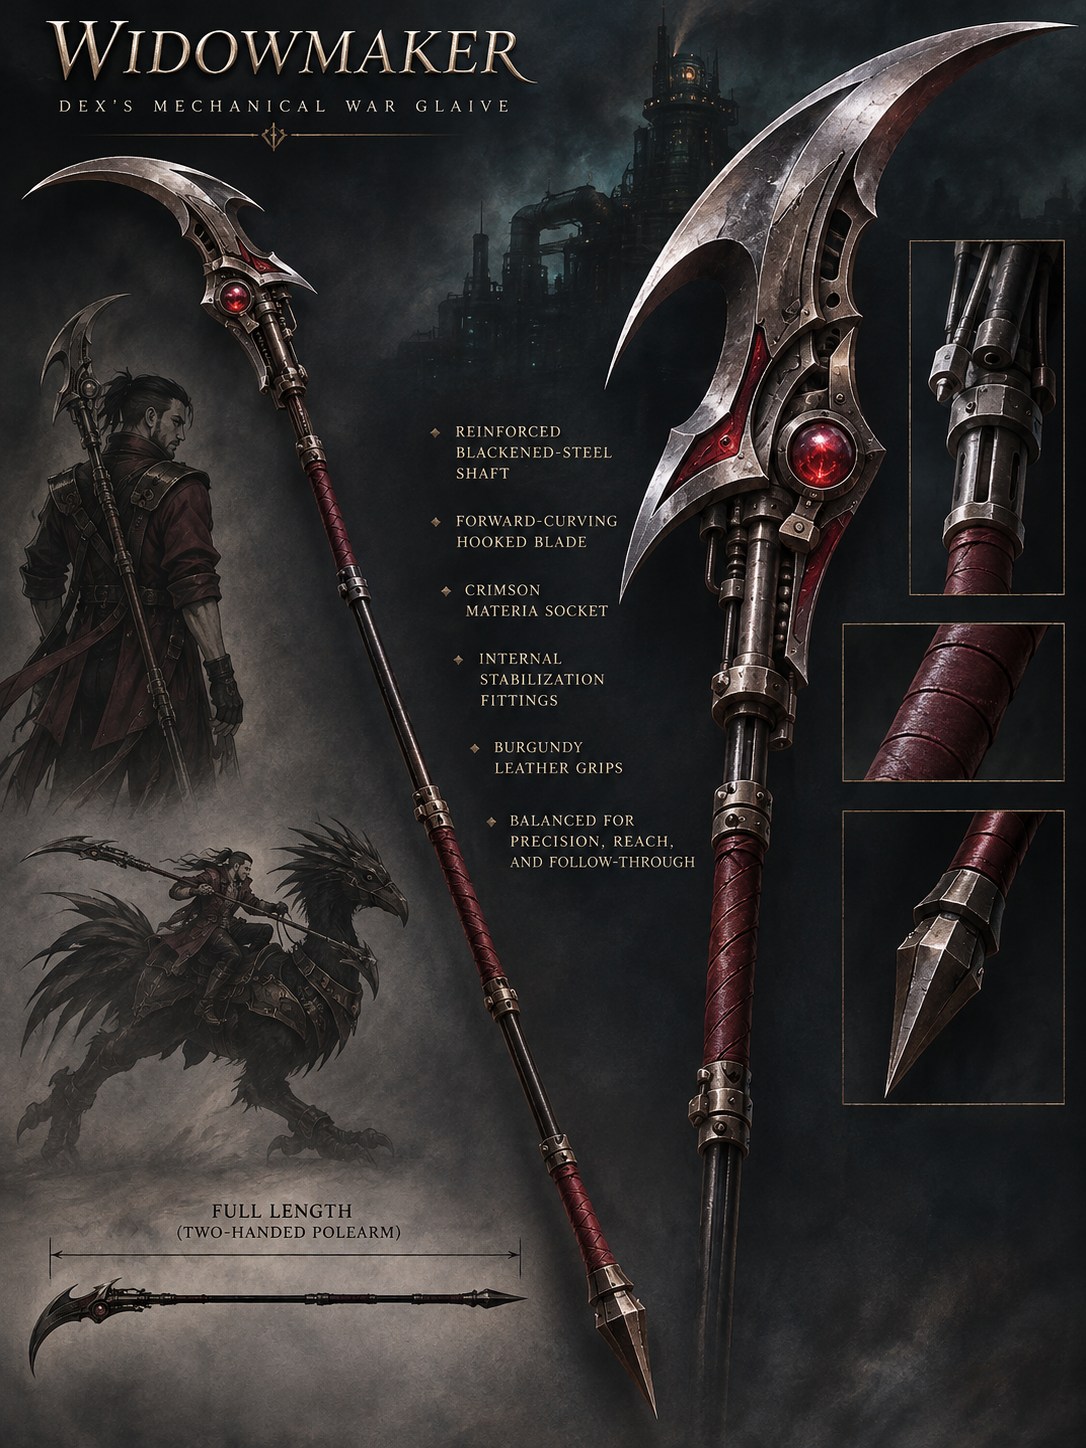 WIDOWMAKER
DEX'S MECHANICAL WAR GLAIVE
REINFORCED
BLACKENED-STEEL
SHAFT
FORWARD-CURVING
HOOKED BLADE
CRIMSON
MATERIA SOCKET
INTERNAL
STABILIZATION
FITTINGS
BURGUNDY
LEATHER GRIPS
BALANCED FOR
PRECISION, REACH,
AND FOLLOW-THROUGH
FULL LENGTH
(TWO-HANDED POLEARM)